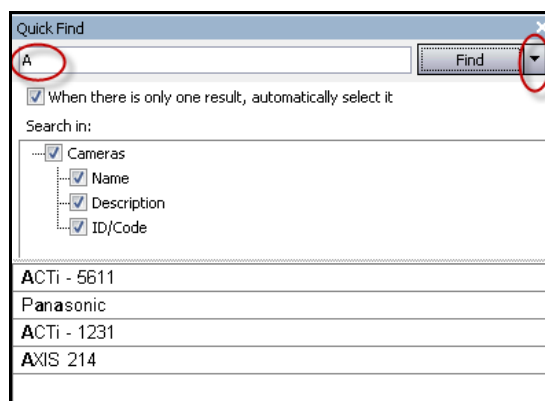 Quick Find
A
Find
When there is only one result, automatically select it
Search in:
Cameras
Name
Description
ID/Code
ACTi - 5611
Panasonic
ACTi - 1231
AXIS 214